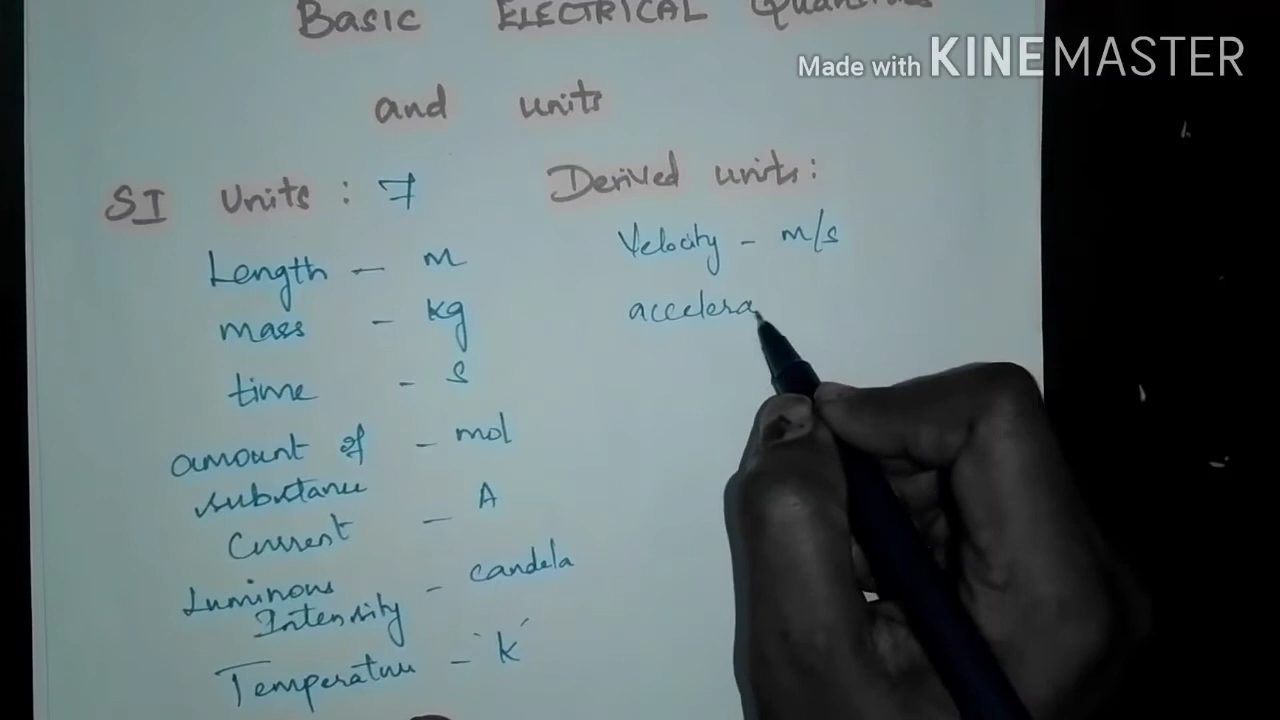 Basic ELECTRICAL Quantities
Made with KINEMASTER
and units
SI Units : 7
Length - m
mass - kg
time - s
amount of - mol
substance
Current - A
Luminous - candela
Intensity
Temperature - 'K'
Derived units:
Velocity - m/s
accelera